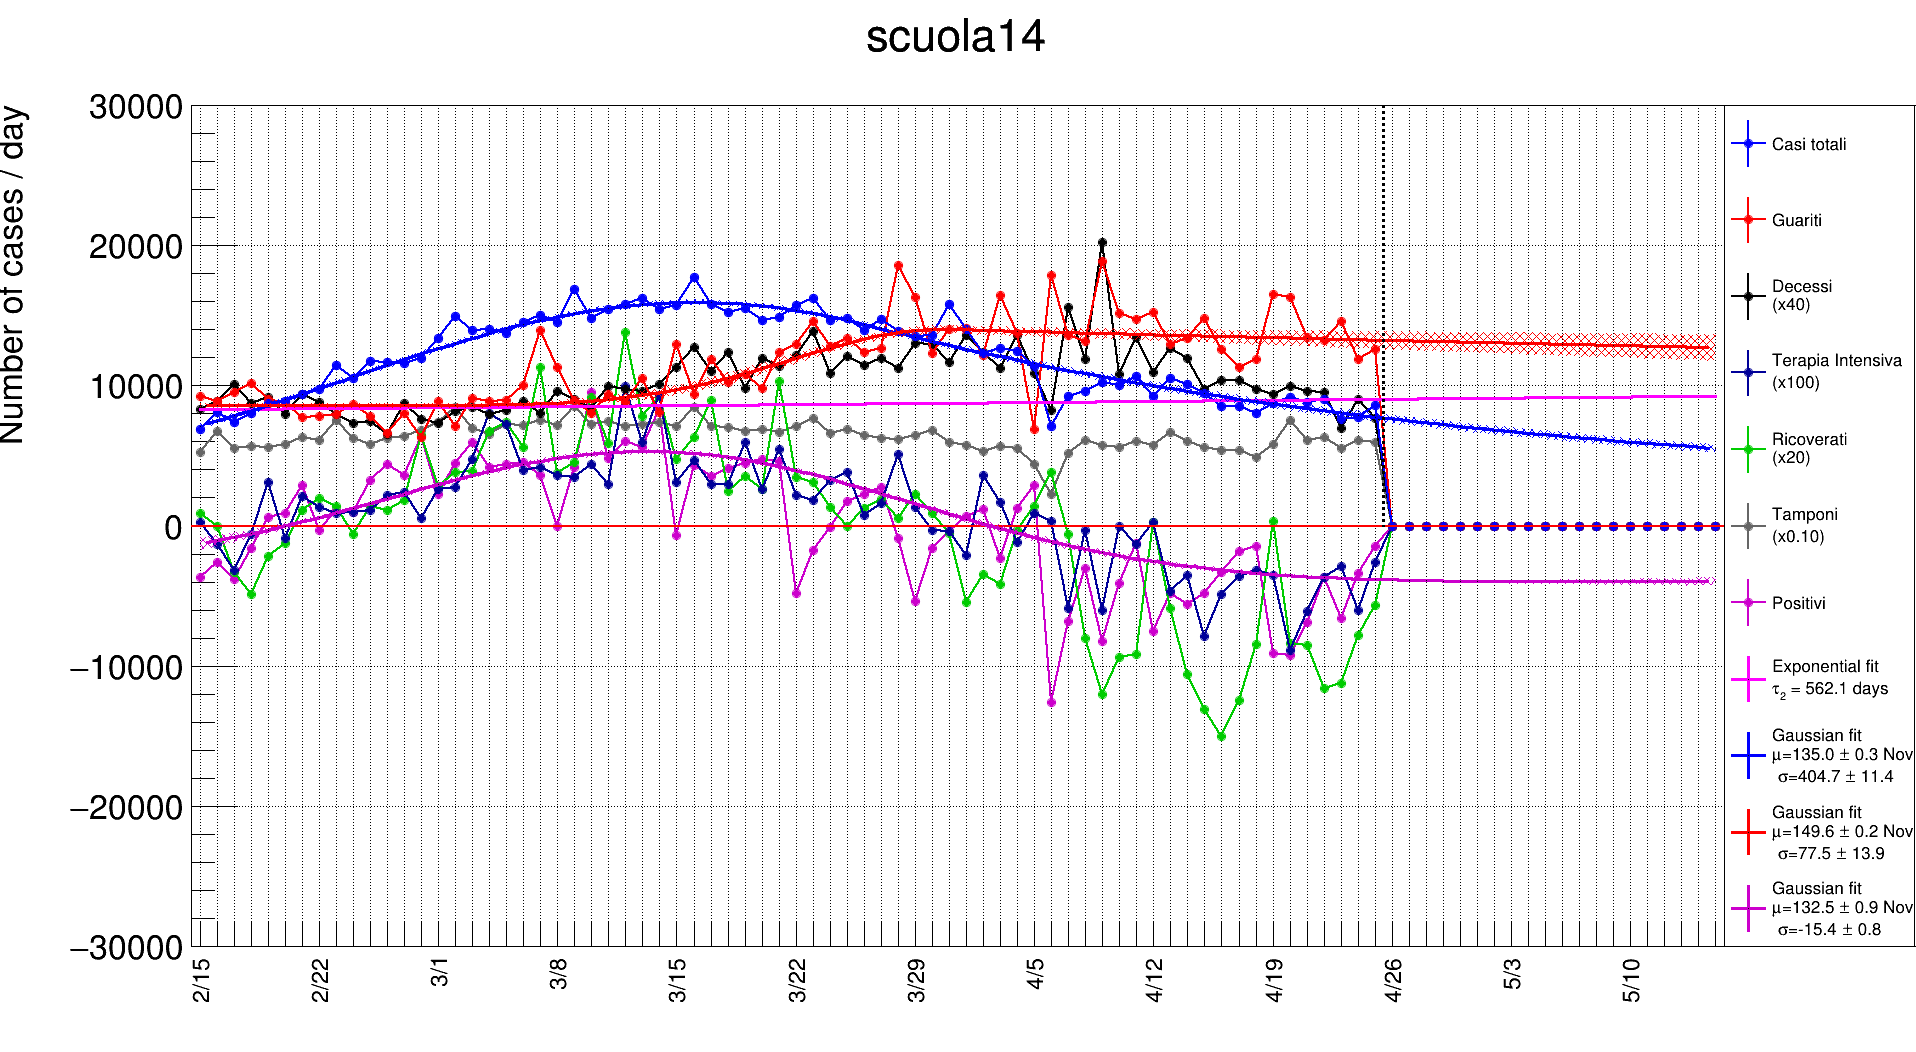 scuola14
Number of cases / day
30000
20000
10000
0
−10000
−20000
−30000
2/15
2/22
3/1
3/8
3/15
3/22
3/29
4/5
4/12
4/19
4/26
5/3
5/10
Casi totali
Guariti
Decessi
(x40)
Terapia Intensiva
(x100)
Ricoverati
(x20)
Tamponi
(x0.10)
Positivi
Exponential fit
τ2 = 562.1 days
Gaussian fit
μ=135.0 ± 0.3 Nov
σ=404.7 ± 11.4
Gaussian fit
μ=149.6 ± 0.2 Nov
σ=77.5 ± 13.9
Gaussian fit
μ=132.5 ± 0.9 Nov
σ=-15.4 ± 0.8